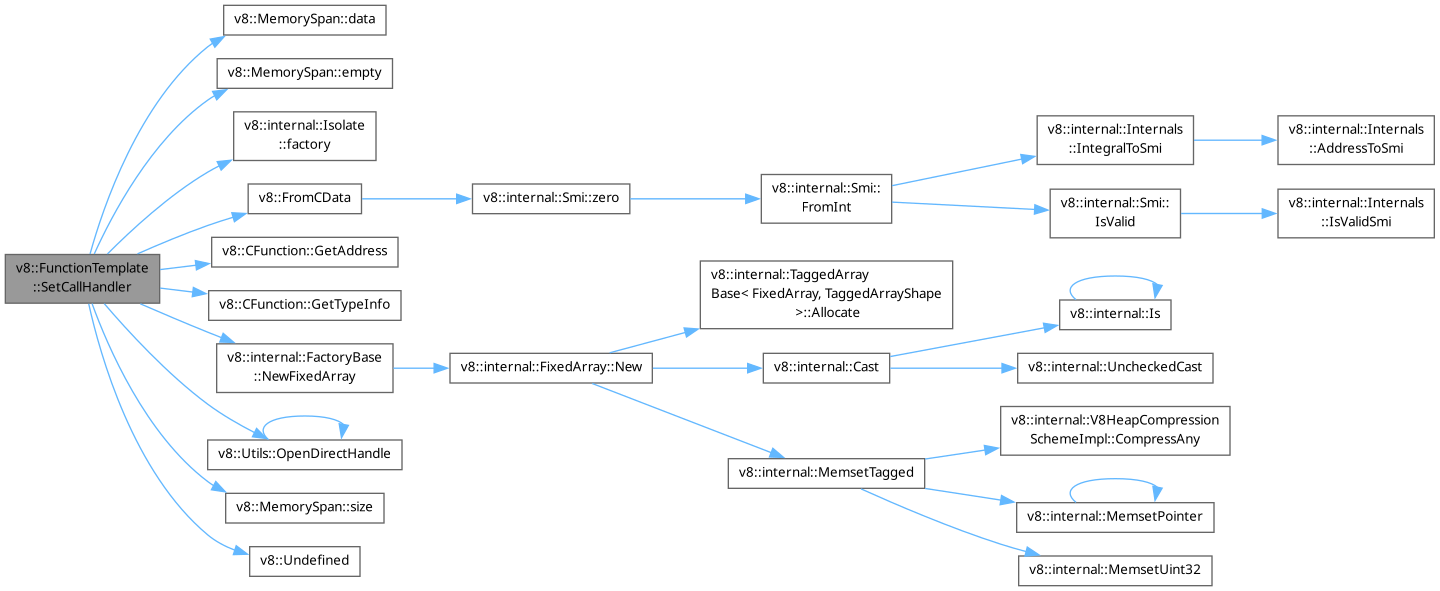 v8::FunctionTemplate
::SetCallHandler
v8::MemorySpan::data
v8::MemorySpan::empty
v8::internal::Isolate
::factory
v8::FromCData
v8::CFunction::GetAddress
v8::CFunction::GetTypeInfo
v8::internal::FactoryBase
::NewFixedArray
v8::Utils::OpenDirectHandle
v8::MemorySpan::size
v8::Undefined
v8::internal::Smi::zero
v8::internal::Smi::
FromInt
v8::internal::Internals
::IntegralToSmi
v8::internal::Internals
::AddressToSmi
v8::internal::Smi::
IsValid
v8::internal::Internals
::IsValidSmi
v8::internal::FixedArray::New
v8::internal::TaggedArray
Base< FixedArray, TaggedArrayShape
>::Allocate
v8::internal::Cast
v8::internal::Is
v8::internal::UncheckedCast
v8::internal::MemsetTagged
v8::internal::V8HeapCompression
SchemeImpl::CompressAny
v8::internal::MemsetPointer
v8::internal::MemsetUint32